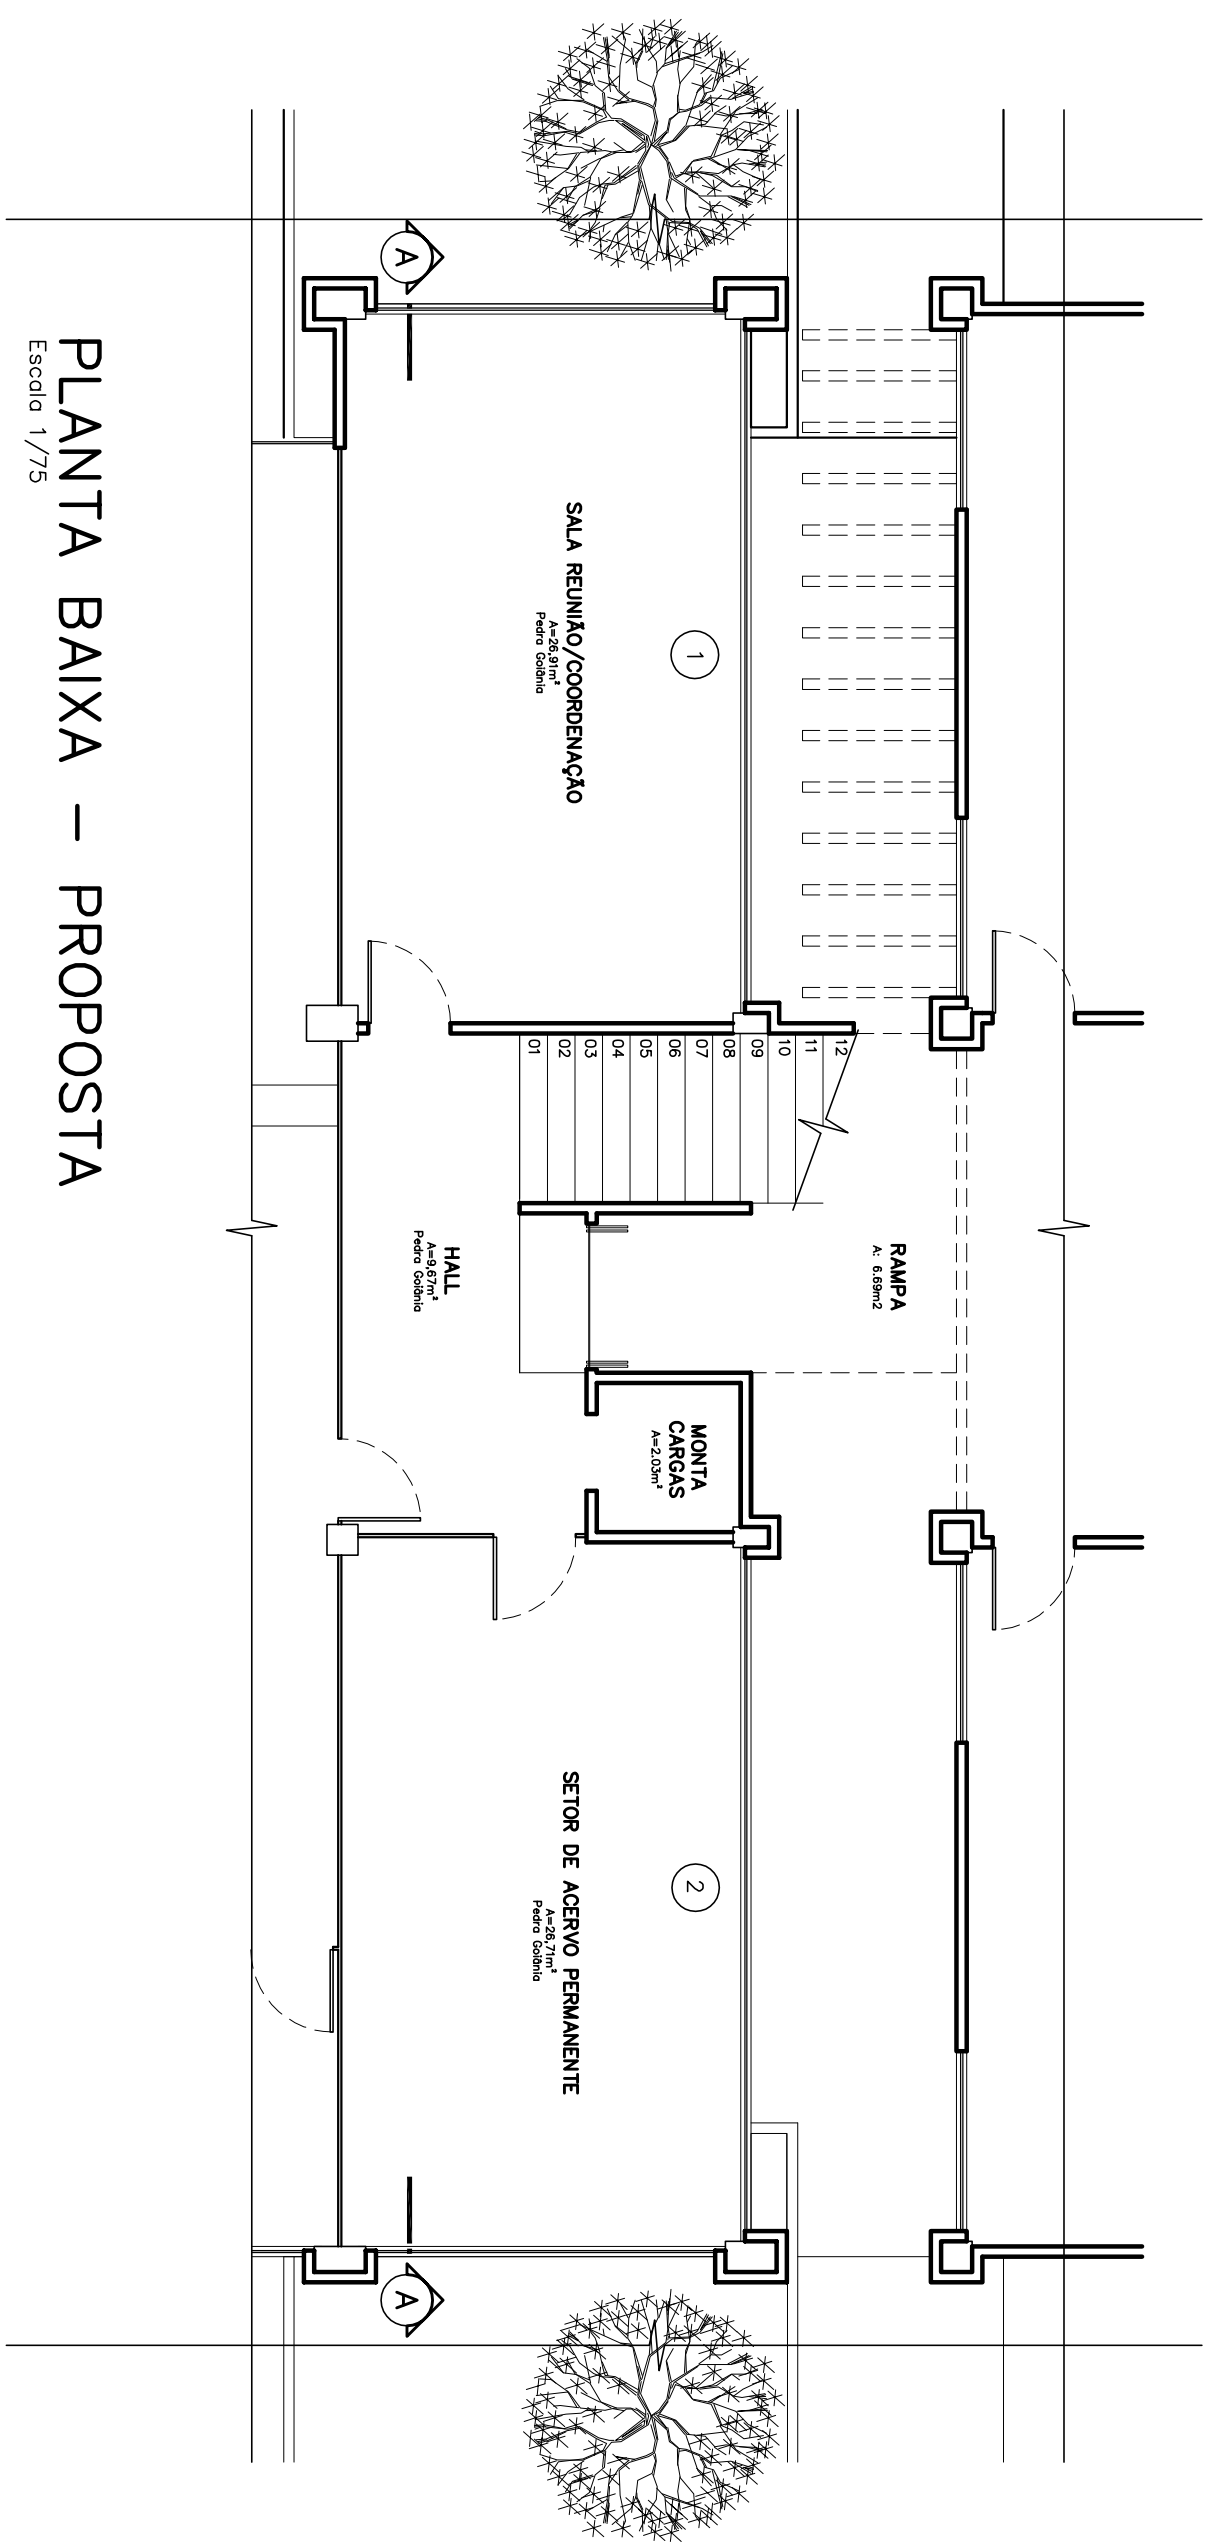 A
SALA REUNIÃO/COORDENAÇÃO
A=26,91m²
Pedra Goiânia
1
01
02
03
04
05
06
07
08
09
10
11
12
RAMPA
A: 6.69m2
HALL
A=9,67m²
Pedra Goiânia
MONTA
CARGAS
A=2.03m²
2
SETOR DE ACERVO PERMANENTE
A=26,71m²
Pedra Goiânia
A
PLANTA BAIXA – PROPOSTA
Escala 1/75